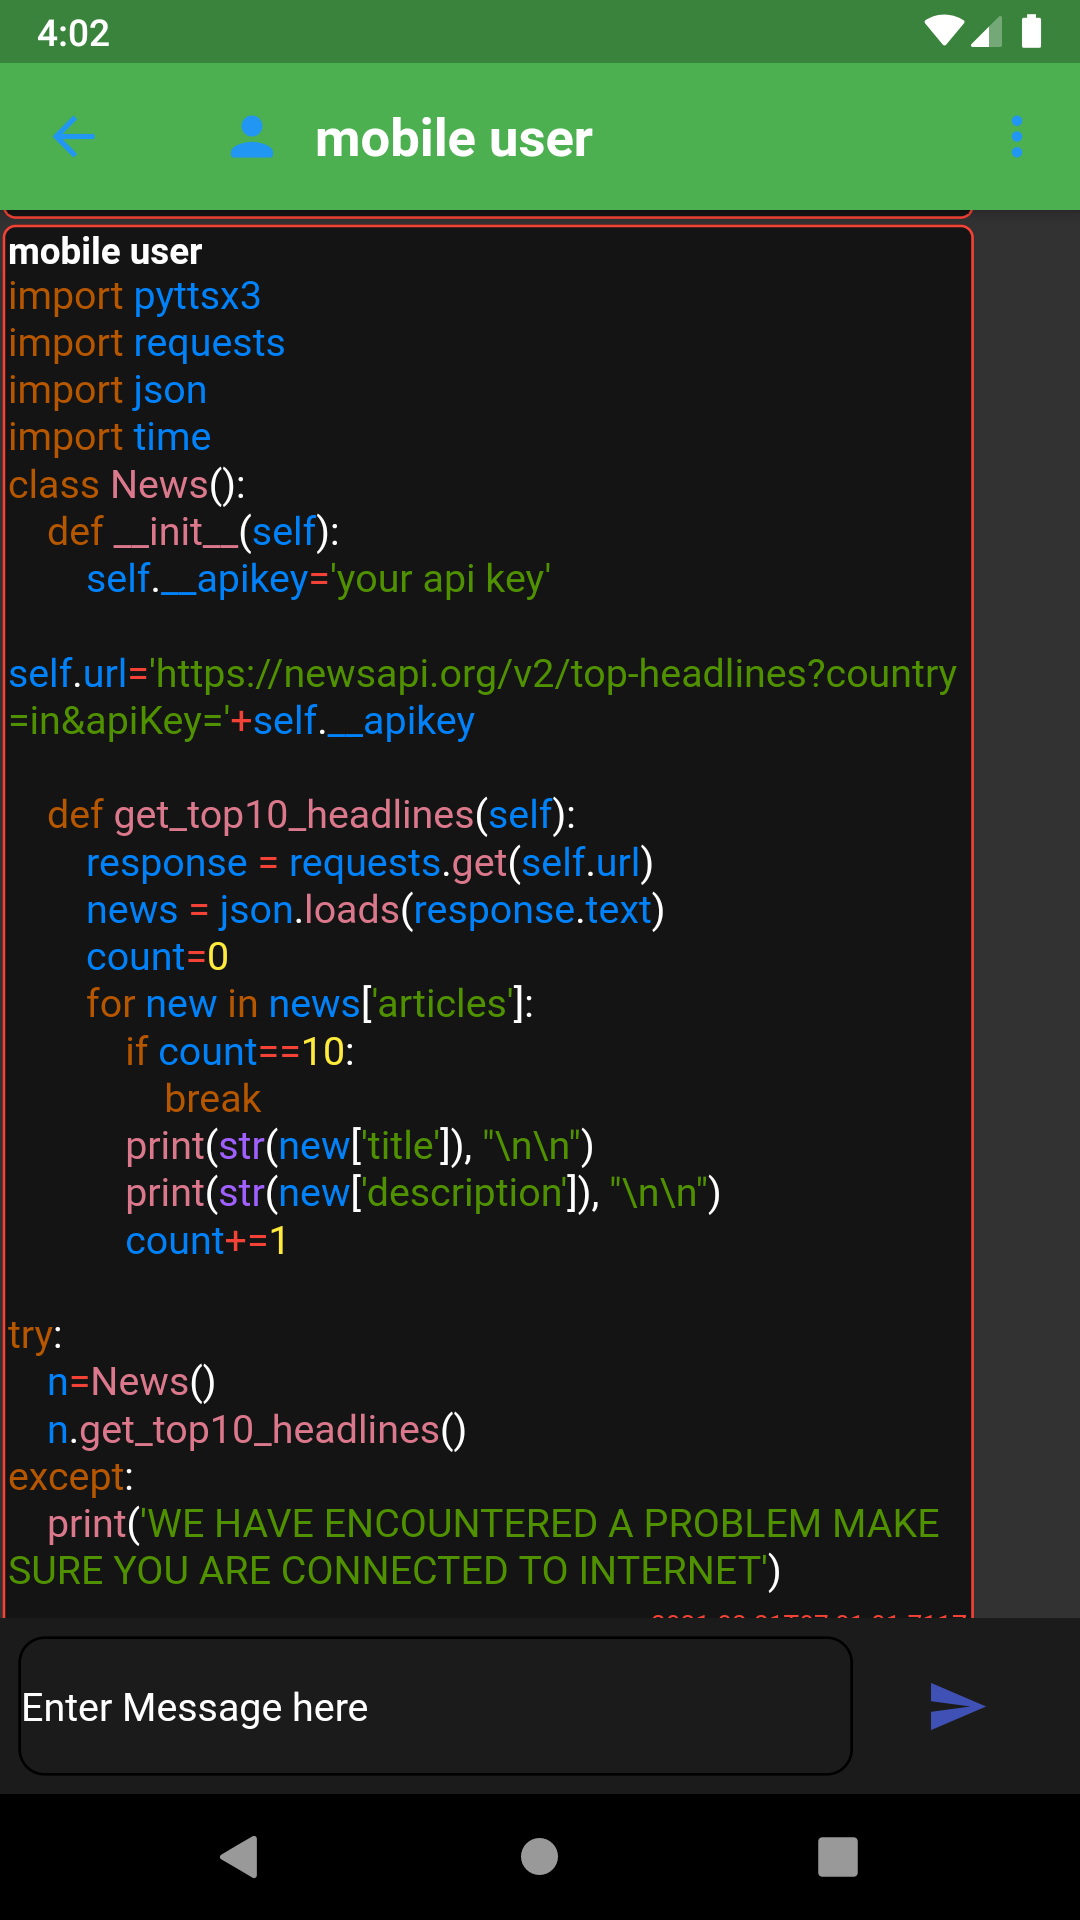 4:02
mobile user
mobile user
import pyttsx3
import requests
import json
import time
class News():
    def __init__(self):
        self.__apikey='your api key'

self.url='https://newsapi.org/v2/top-headlines?country
=in&apiKey='+self.__apikey

    def get_top10_headlines(self):
        response = requests.get(self.url)
        news = json.loads(response.text)
        count=0
        for new in news['articles']:
            if count==10:
                break
            print(str(new['title']), "\n\n")
            print(str(new['description']), "\n\n")
            count+=1

try:
    n=News()
    n.get_top10_headlines()
except:
    print('WE HAVE ENCOUNTERED A PROBLEM MAKE
SURE YOU ARE CONNECTED TO INTERNET')
Enter Message here